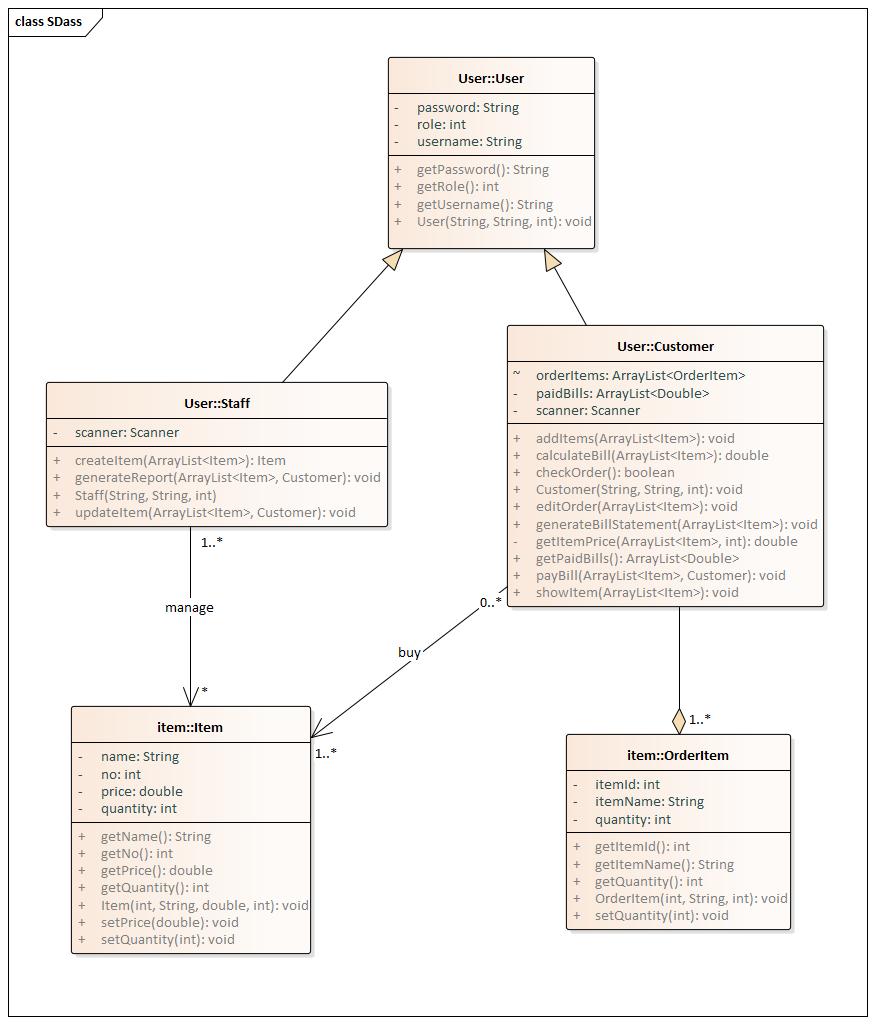 class SDass
User::User
- password: String
- role: int
- username: String
+ getPassword(): String
+ getRole(): int
+ getUsername(): String
+ User(String, String, int): void
User::Customer
~ orderItems: ArrayList<OrderItem>
- paidBills: ArrayList<Double>
- scanner: Scanner
+ addItems(ArrayList<Item>): void
+ calculateBill(ArrayList<Item>): double
+ checkOrder(): boolean
+ Customer(String, String, int): void
+ editOrder(ArrayList<Item>): void
+ generateBillStatement(ArrayList<Item>): void
- getItemPrice(ArrayList<Item>, int): double
+ getPaidBills(): ArrayList<Double>
+ payBill(ArrayList<Item>, Customer): void
+ showItem(ArrayList<Item>): void
User::Staff
- scanner: Scanner
+ createItem(ArrayList<Item>): Item
+ generateReport(ArrayList<Item>, Customer): void
+ Staff(String, String, int)
+ updateItem(ArrayList<Item>, Customer): void
1..*
manage
*
0..*
buy
1..*
1..*
item::Item
- name: String
- no: int
- price: double
- quantity: int
+ getName(): String
+ getNo(): int
+ getPrice(): double
+ getQuantity(): int
+ Item(int, String, double, int): void
+ setPrice(double): void
+ setQuantity(int): void
item::OrderItem
- itemId: int
- itemName: String
- quantity: int
+ getItemId(): int
+ getItemName(): String
+ getQuantity(): int
+ OrderItem(int, String, int): void
+ setQuantity(int): void